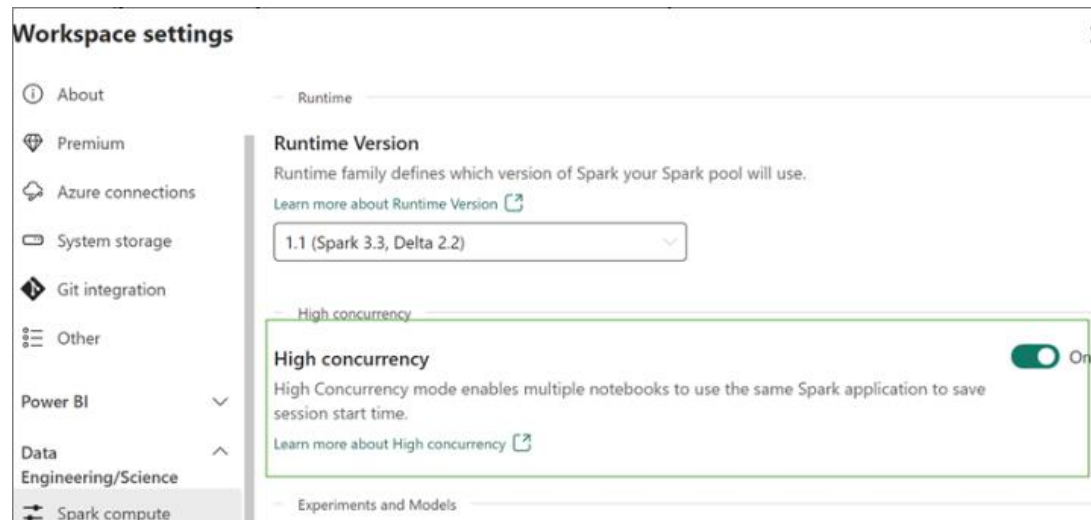 Workspace settings
About
Premium
Azure connections
System storage
Git integration
Other
Power BI
Data
Engineering/Science
Spark compute
Runtime
Runtime Version
Runtime family defines which version of Spark your Spark pool will use.
Learn more about Runtime Version
1.1 (Spark 3.3, Delta 2.2)
High concurrency
High concurrency
On
High Concurrency mode enables multiple notebooks to use the same Spark application to save
session start time.
Learn more about High concurrency
Experiments and Models